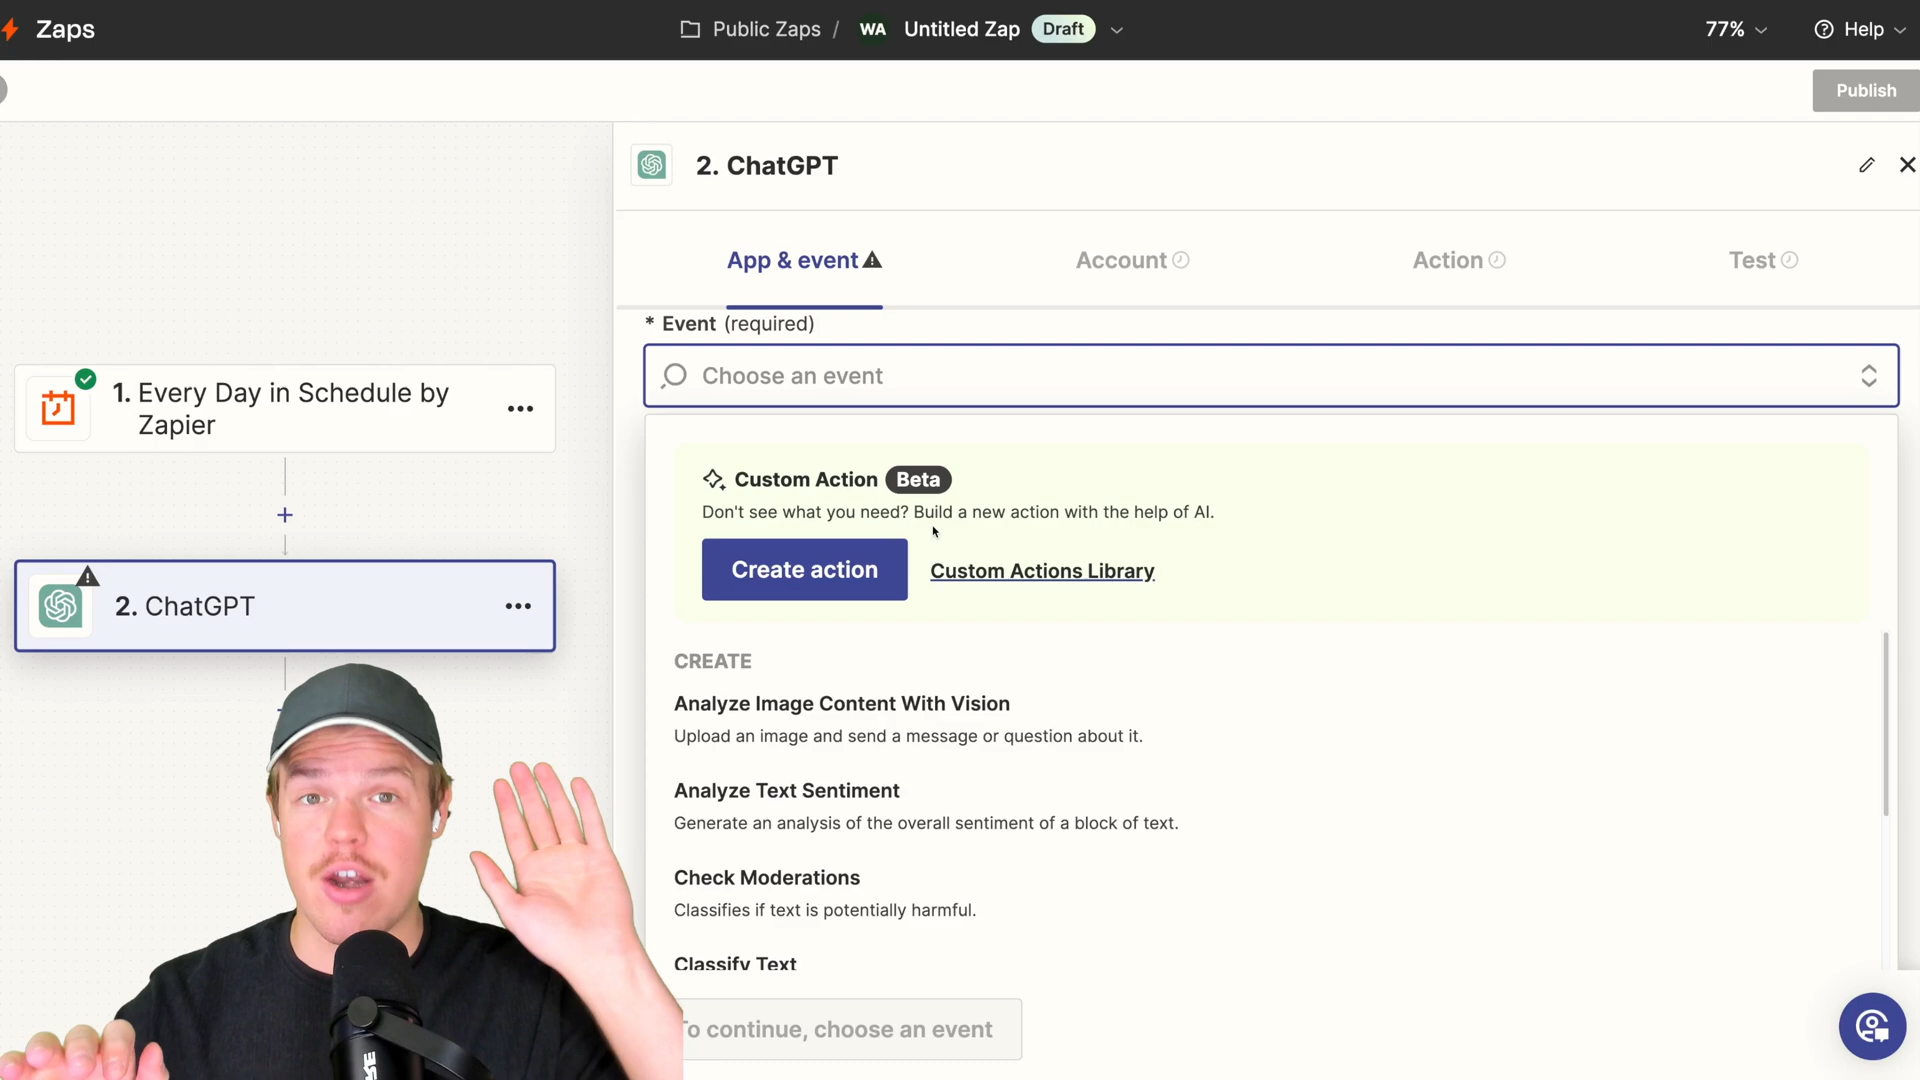 Zaps
Public Zaps / WA Untitled Zap Draft
77%
Help
Publish
2. ChatGPT
App & event
Account
Action
Test
* Event (required)
Choose an event
1. Every Day in Schedule by
Zapier
Custom Action Beta
Don't see what you need? Build a new action with the help of AI.
Create action
Custom Actions Library
2. ChatGPT
CREATE
Analyze Image Content With Vision
Upload an image and send a message or question about it.
Analyze Text Sentiment
Generate an analysis of the overall sentiment of a block of text.
Check Moderations
Classifies if text is potentially harmful.
Classify Text
To continue, choose an event